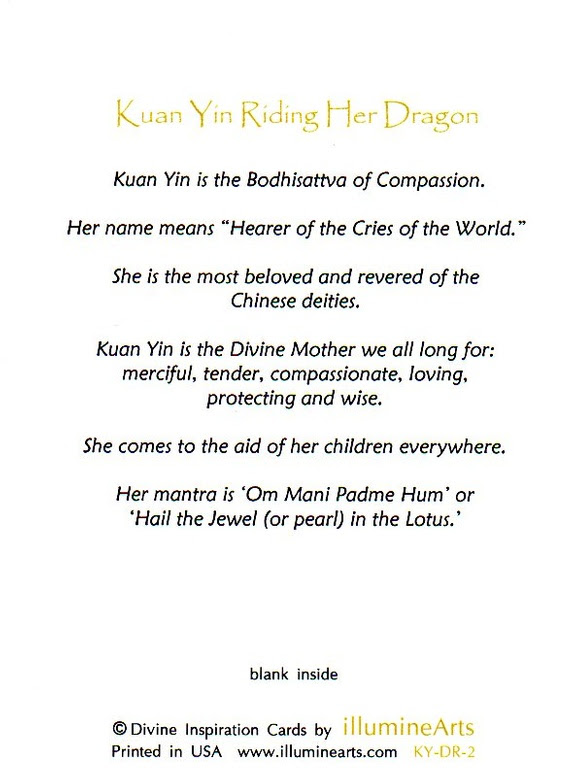 Kuan Yin Riding Her Dragon
Kuan Yin is the Bodhisattva of Compassion.
Her name means “Hearer of the Cries of the World.”
She is the most beloved and revered of the
Chinese deities.
Kuan Yin is the Divine Mother we all long for:
merciful, tender, compassionate, loving,
protecting and wise.
She comes to the aid of her children everywhere.
Her mantra is ‘Om Mani Padme Hum’ or
‘Hail the Jewel (or pearl) in the Lotus.’
blank inside
© Divine Inspiration Cards by illumineArts
Printed in USA www.illuminearts.com KY-DR-2